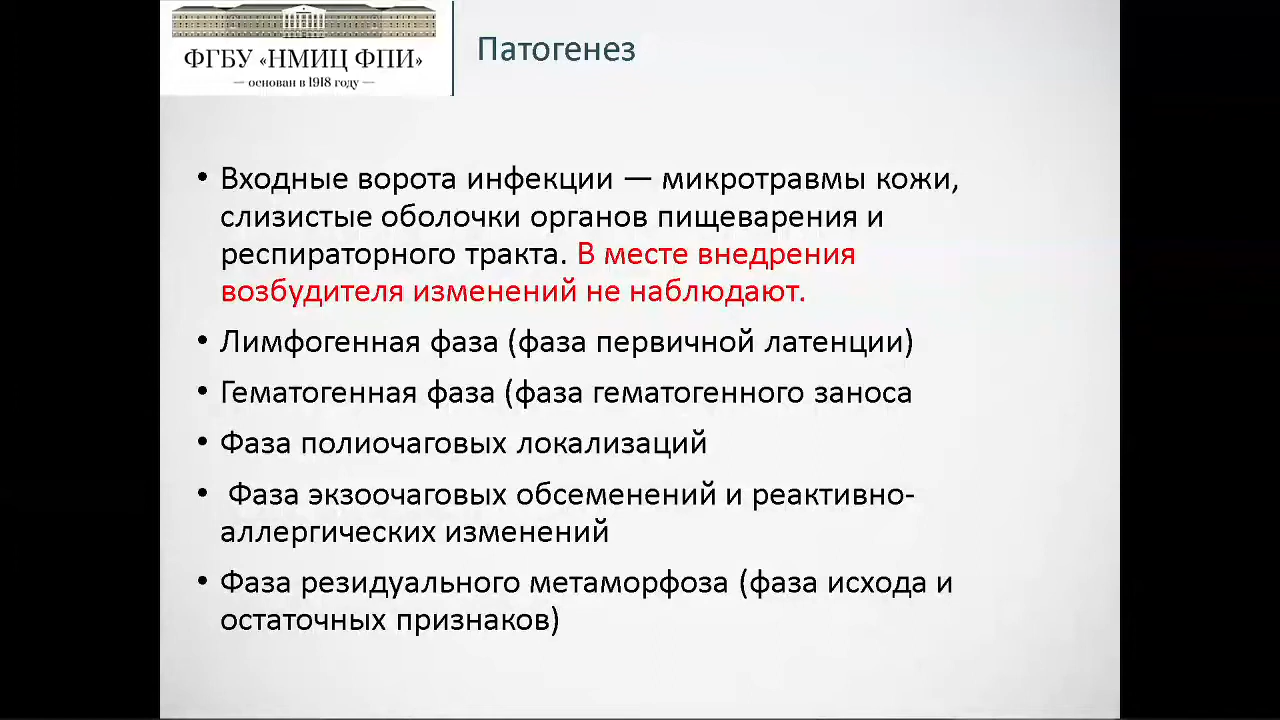 ФГБУ «НМИЦ ФПИ»
— основан в 1918 году —
Патогенез
• Входные ворота инфекции — микротравмы кожи,
слизистые оболочки органов пищеварения и
респираторного тракта. В месте внедрения
возбудителя изменений не наблюдают.
• Лимфогенная фаза (фаза первичной латенции)
• Гематогенная фаза (фаза гематогенного заноса
• Фаза полиочаговых локализаций
• Фаза экзоочаговых обсеменений и реактивно-
аллергических изменений
• Фаза резидуального метаморфоза (фаза исхода и
остаточных признаков)